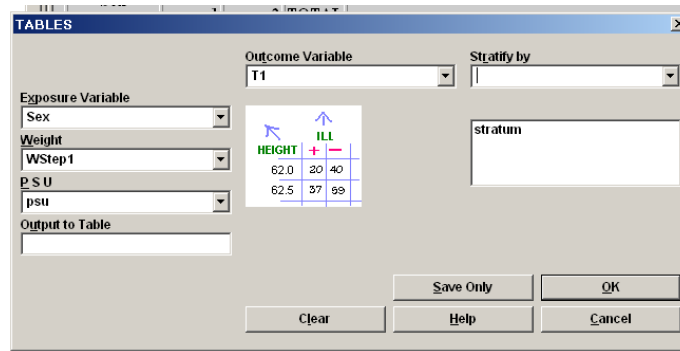 TOTAL
TABLES
Outcome Variable
Stratify by
T1
Exposure Variable
Sex
Weight
WStep1
PSU
psu
Output to Table
ILL
HEIGHT + −
62.0 20 40
62.5 37 99
stratum
Save Only
OK
Clear
Help
Cancel